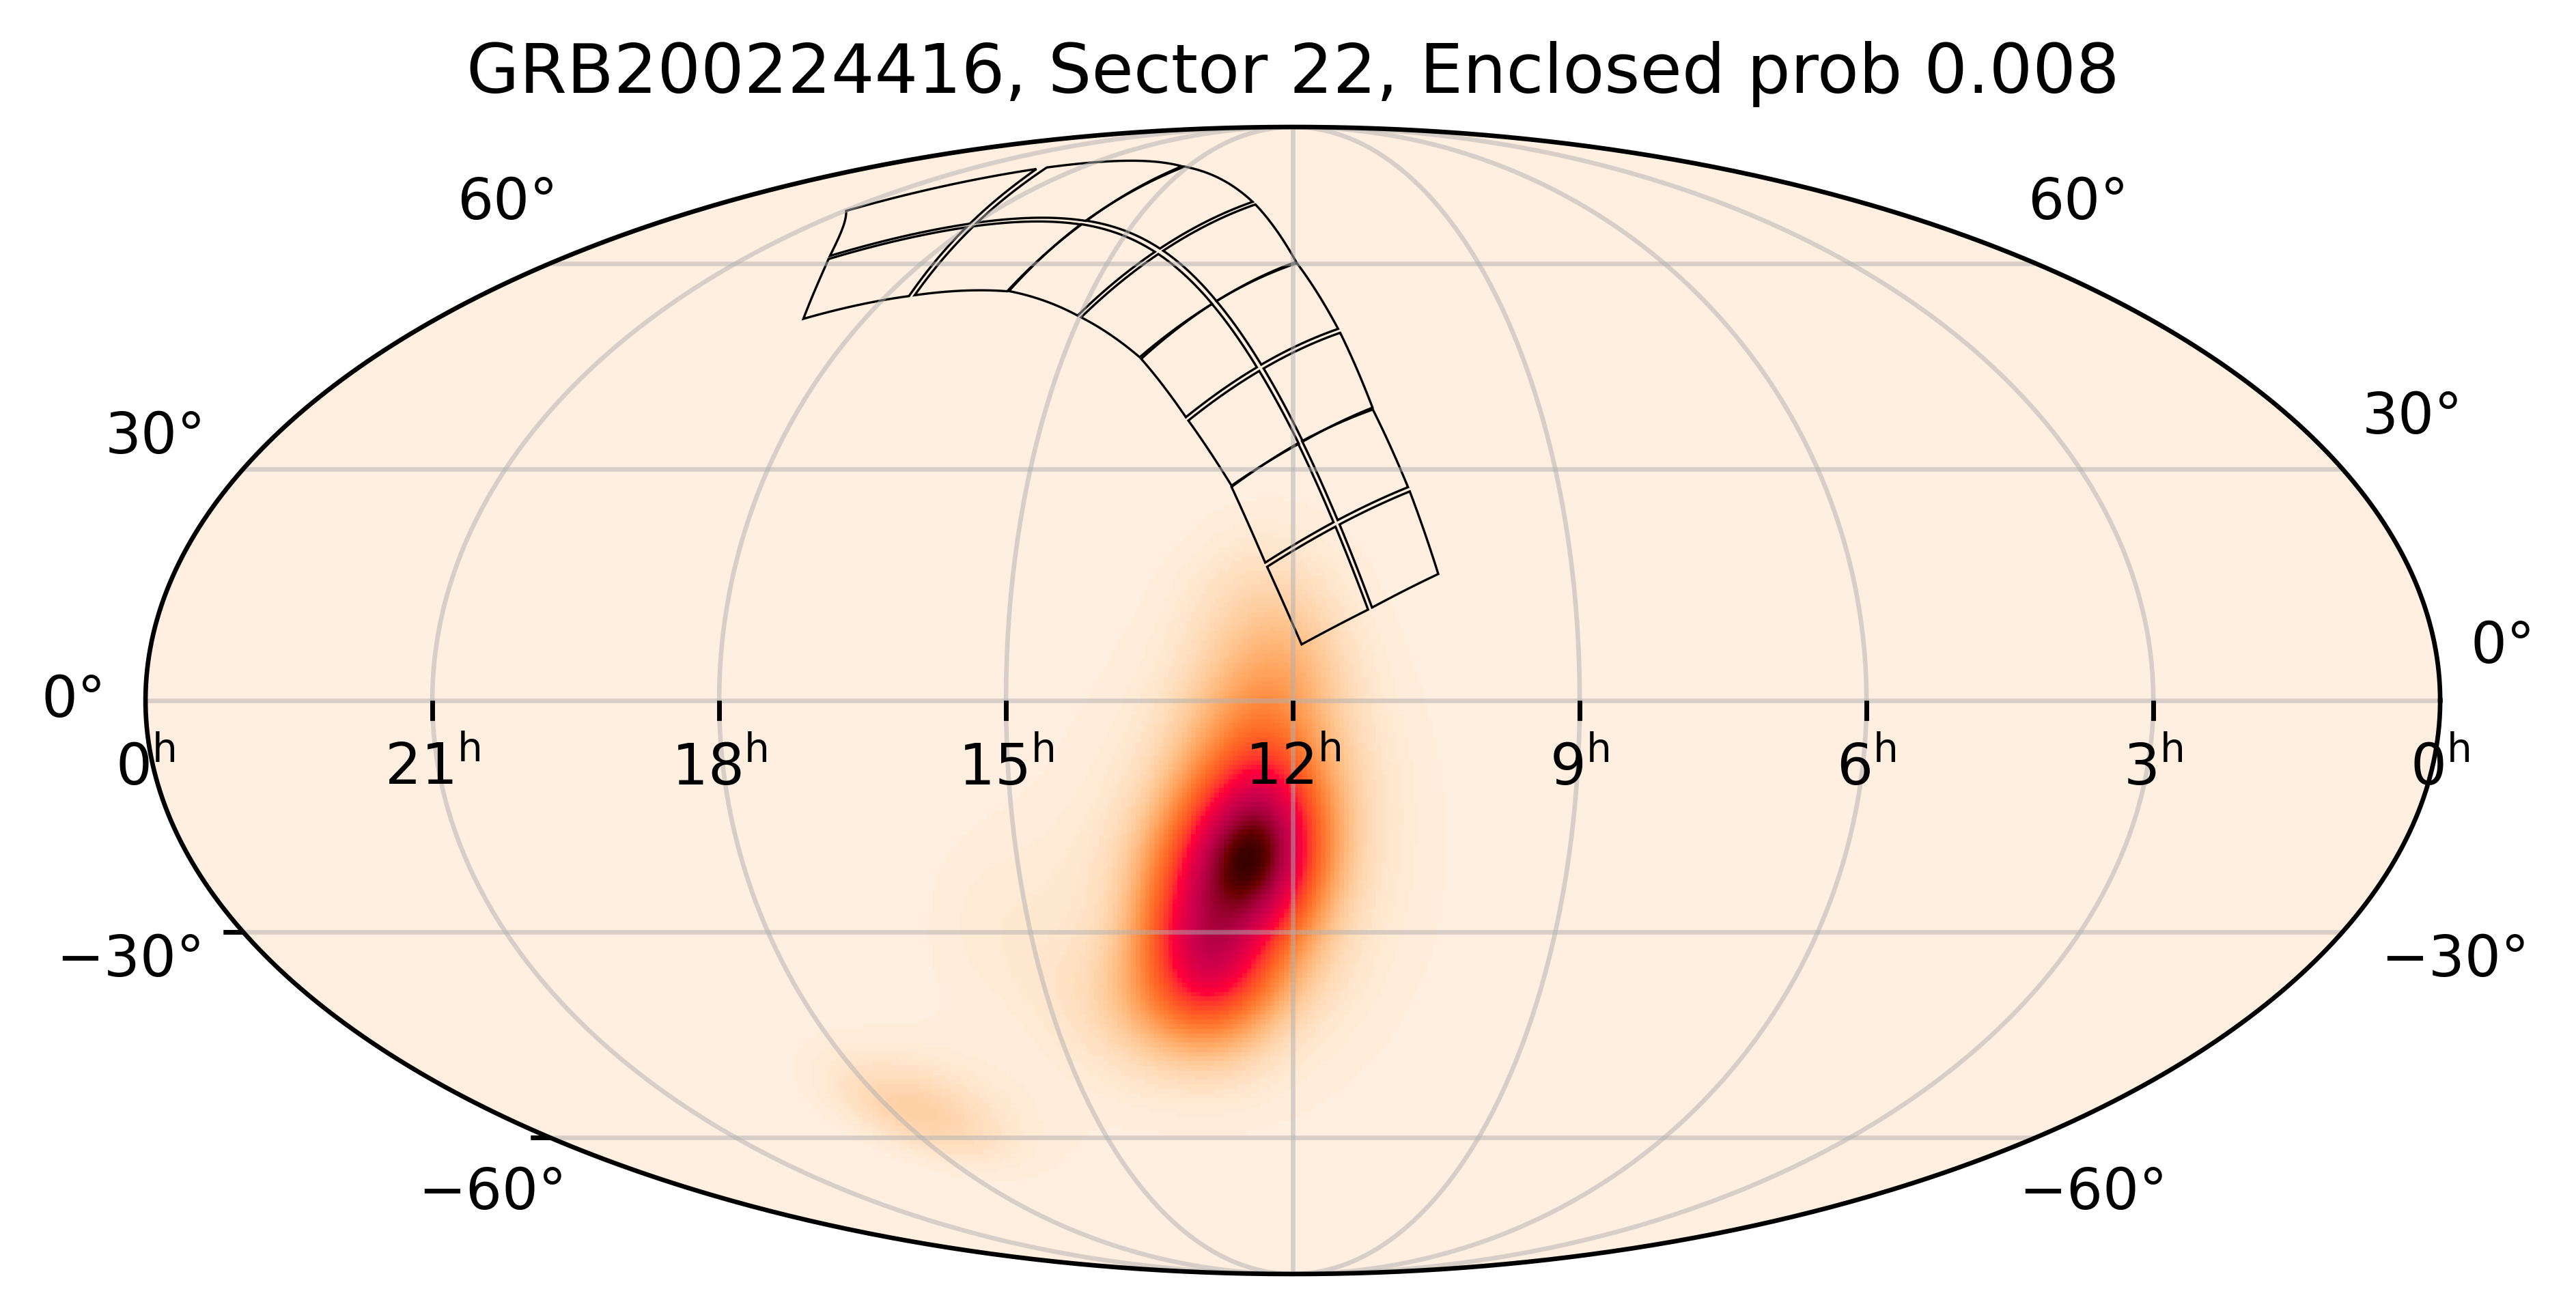 GRB200224416, Sector 22, Enclosed prob 0.008
60° 60°
30° 30°
0° 0°
0ʰ 21ʰ 18ʰ 15ʰ 12ʰ 9ʰ 6ʰ 3ʰ 0ʰ
−30° −30°
−60° −60°